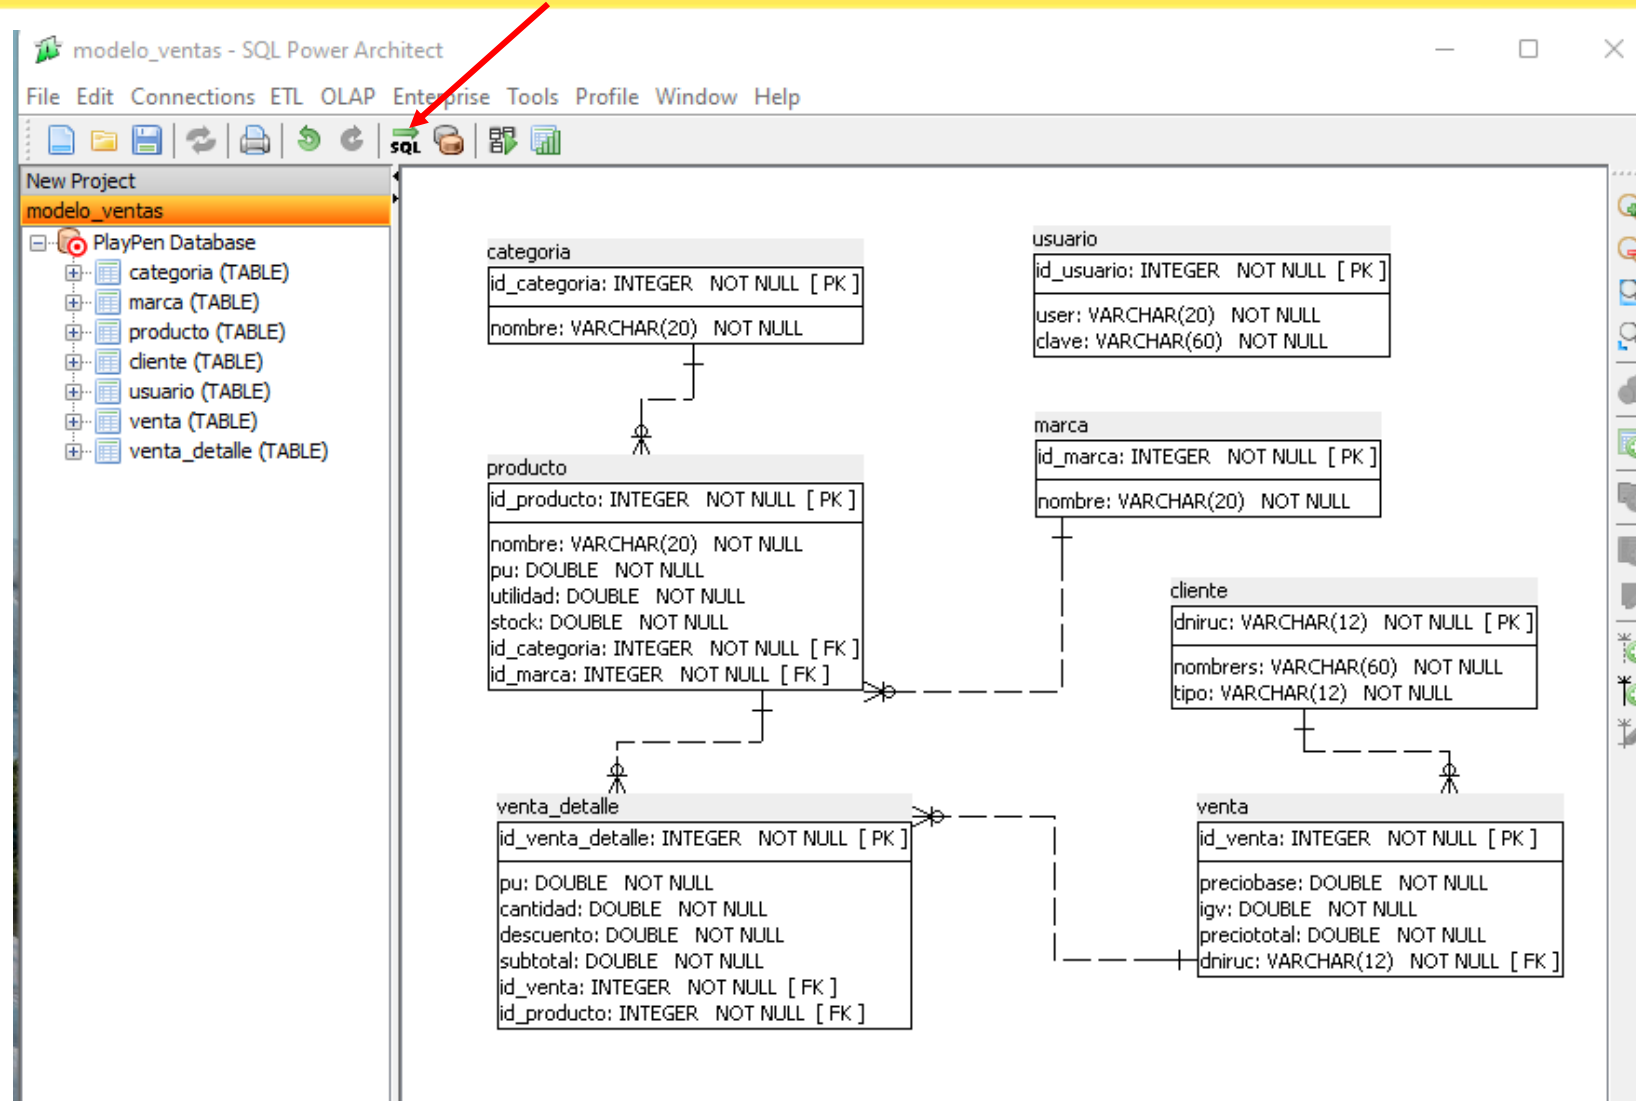 modelo_ventas - SQL Power Architect
File Edit Connections ETL OLAP Enterprise Tools Profile Window Help
SQL
New Project
modelo_ventas
PlayPen Database
categoria (TABLE)
marca (TABLE)
producto (TABLE)
cliente (TABLE)
usuario (TABLE)
venta (TABLE)
venta_detalle (TABLE)
categoria
id_categoria: INTEGER NOT NULL [ PK ]
nombre: VARCHAR(20) NOT NULL
usuario
id_usuario: INTEGER NOT NULL [ PK ]
user: VARCHAR(20) NOT NULL
clave: VARCHAR(60) NOT NULL
marca
id_marca: INTEGER NOT NULL [ PK ]
nombre: VARCHAR(20) NOT NULL
producto
id_producto: INTEGER NOT NULL [ PK ]
nombre: VARCHAR(20) NOT NULL
pu: DOUBLE NOT NULL
utilidad: DOUBLE NOT NULL
stock: DOUBLE NOT NULL
id_categoria: INTEGER NOT NULL [ FK ]
id_marca: INTEGER NOT NULL [ FK ]
cliente
dniruc: VARCHAR(12) NOT NULL [ PK ]
nombrers: VARCHAR(60) NOT NULL
tipo: VARCHAR(12) NOT NULL
venta_detalle
id_venta_detalle: INTEGER NOT NULL [ PK ]
pu: DOUBLE NOT NULL
cantidad: DOUBLE NOT NULL
descuento: DOUBLE NOT NULL
subtotal: DOUBLE NOT NULL
id_venta: INTEGER NOT NULL [ FK ]
id_producto: INTEGER NOT NULL [ FK ]
venta
id_venta: INTEGER NOT NULL [ PK ]
preciobase: DOUBLE NOT NULL
igv: DOUBLE NOT NULL
preciototal: DOUBLE NOT NULL
dniruc: VARCHAR(12) NOT NULL [ FK ]